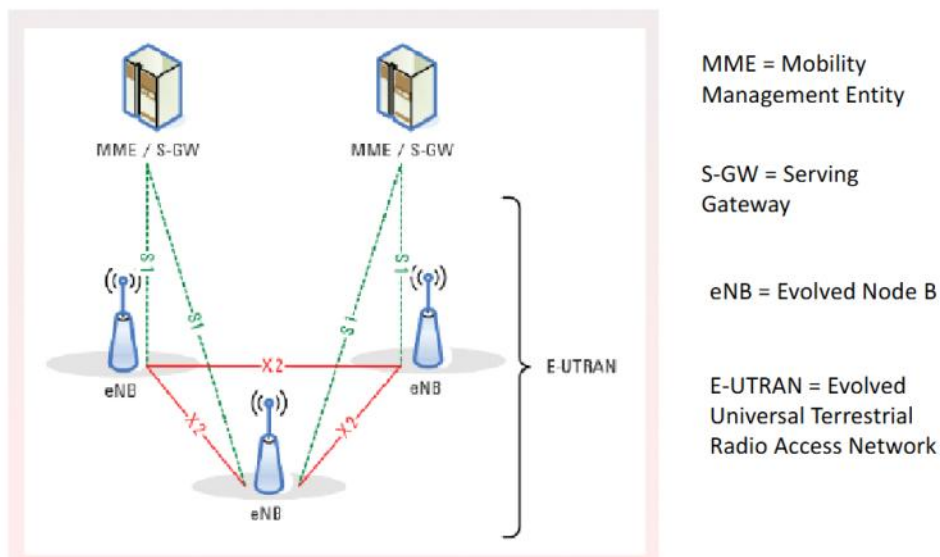 MME / S-GW
MME / S-GW
S1
S1
S1
S1
X2
X2
X2
eNB
eNB
eNB
E-UTRAN
MME = Mobility
Management Entity
S-GW = Serving
Gateway
eNB = Evolved Node B
E-UTRAN = Evolved
Universal Terrestrial
Radio Access Network